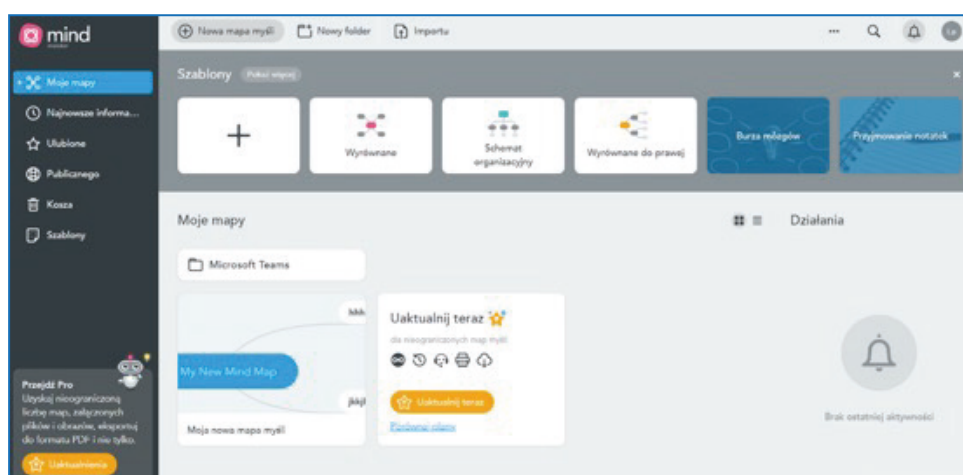 mind
Nowa mapa myśli
Nowy folder
Importu
Moje mapy
Najnowsze informa...
Ulubione
Publicznego
Kosza
Szablony
Przejdź Pro
Uzyskaj nieograniczoną
liczbę map, załączonych
plików i obrazów, eksportuj
do formatu PDF i nie tylko.
Uaktualnienia
Szablony
Pokaż więcej
Wyrównane
Schemat
organizacyjny
Wyrównane do prawej
Burza mózgów
Przyjmowanie notatek
Moje mapy
Działania
Microsoft Teams
My New Mind Map
Moja nowa mapa myśli
Uaktualnij teraz
dla nieograniczonych map myśli
Uaktualnij teraz
Porównaj plany
Brak ostatniej aktywności